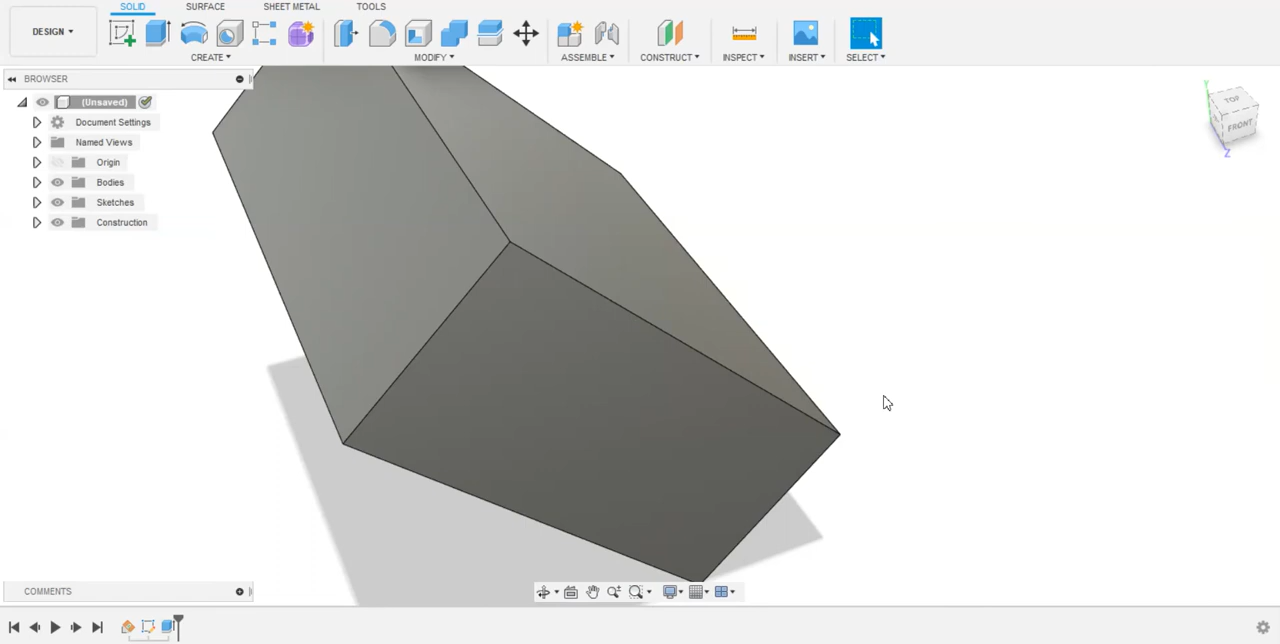 SOLID SURFACE SHEET METAL TOOLS
DESIGN ▾
CREATE ▾ MODIFY ▾ ASSEMBLE ▾ CONSTRUCT ▾ INSPECT ▾ INSERT ▾ SELECT ▾
BROWSER
(Unsaved)
Document Settings
Named Views
Origin
Bodies
Sketches
Construction
TOP
FRONT
Y
Z
COMMENTS